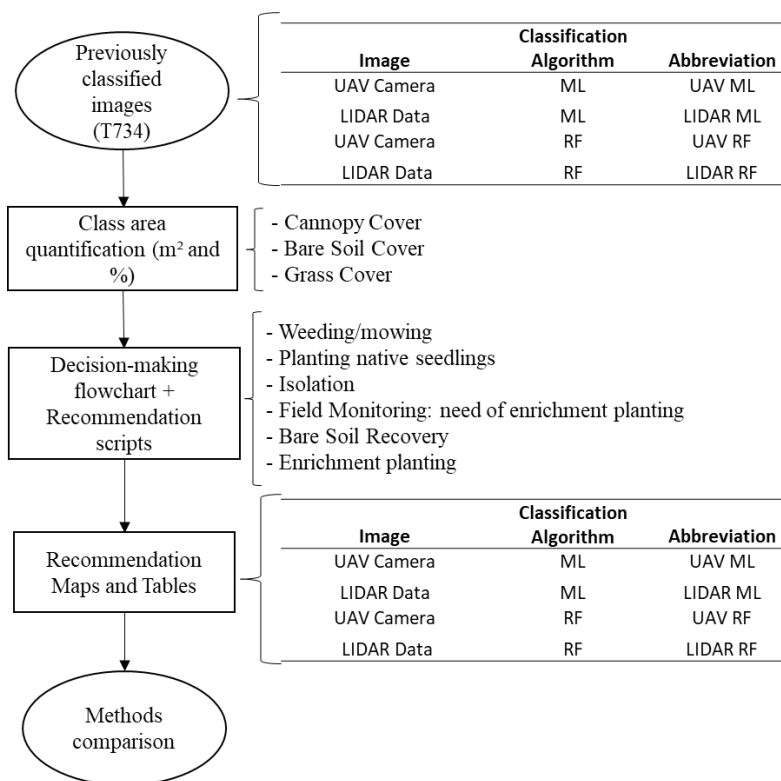 Previously
classified
images
(T734)
Classification
Image Algorithm Abbreviation
UAV Camera ML UAV ML
LIDAR Data ML LIDAR ML
UAV Camera RF UAV RF
LIDAR Data RF LIDAR RF
Class area
quantification (m² and
%)
- Cannopy Cover
- Bare Soil Cover
- Grass Cover
Decision-making
flowchart +
Recommendation
scripts
- Weeding/mowing
- Planting native seedlings
- Isolation
- Field Monitoring: need of enrichment planting
- Bare Soil Recovery
- Enrichment planting
Recommendation
Maps and Tables
Classification
Image Algorithm Abbreviation
UAV Camera ML UAV ML
LIDAR Data ML LIDAR ML
UAV Camera RF UAV RF
LIDAR Data RF LIDAR RF
Methods
comparison